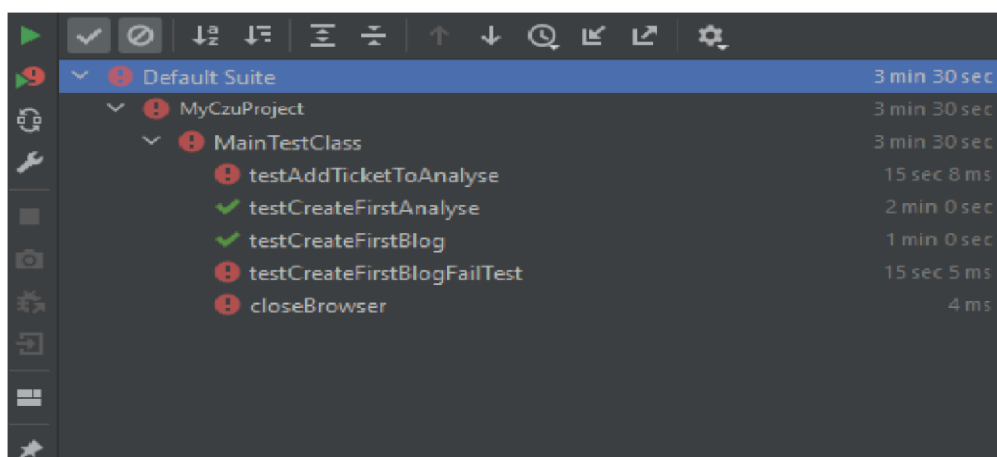 Default Suite 3 min 30 sec
MyCzuProject 3 min 30 sec
MainTestClass 3 min 30 sec
testAddTicketToAnalyse 15 sec 8 ms
testCreateFirstAnalyse 2 min 0 sec
testCreateFirstBlog 1 min 0 sec
testCreateFirstBlogFailTest 15 sec 5 ms
closeBrowser 4 ms